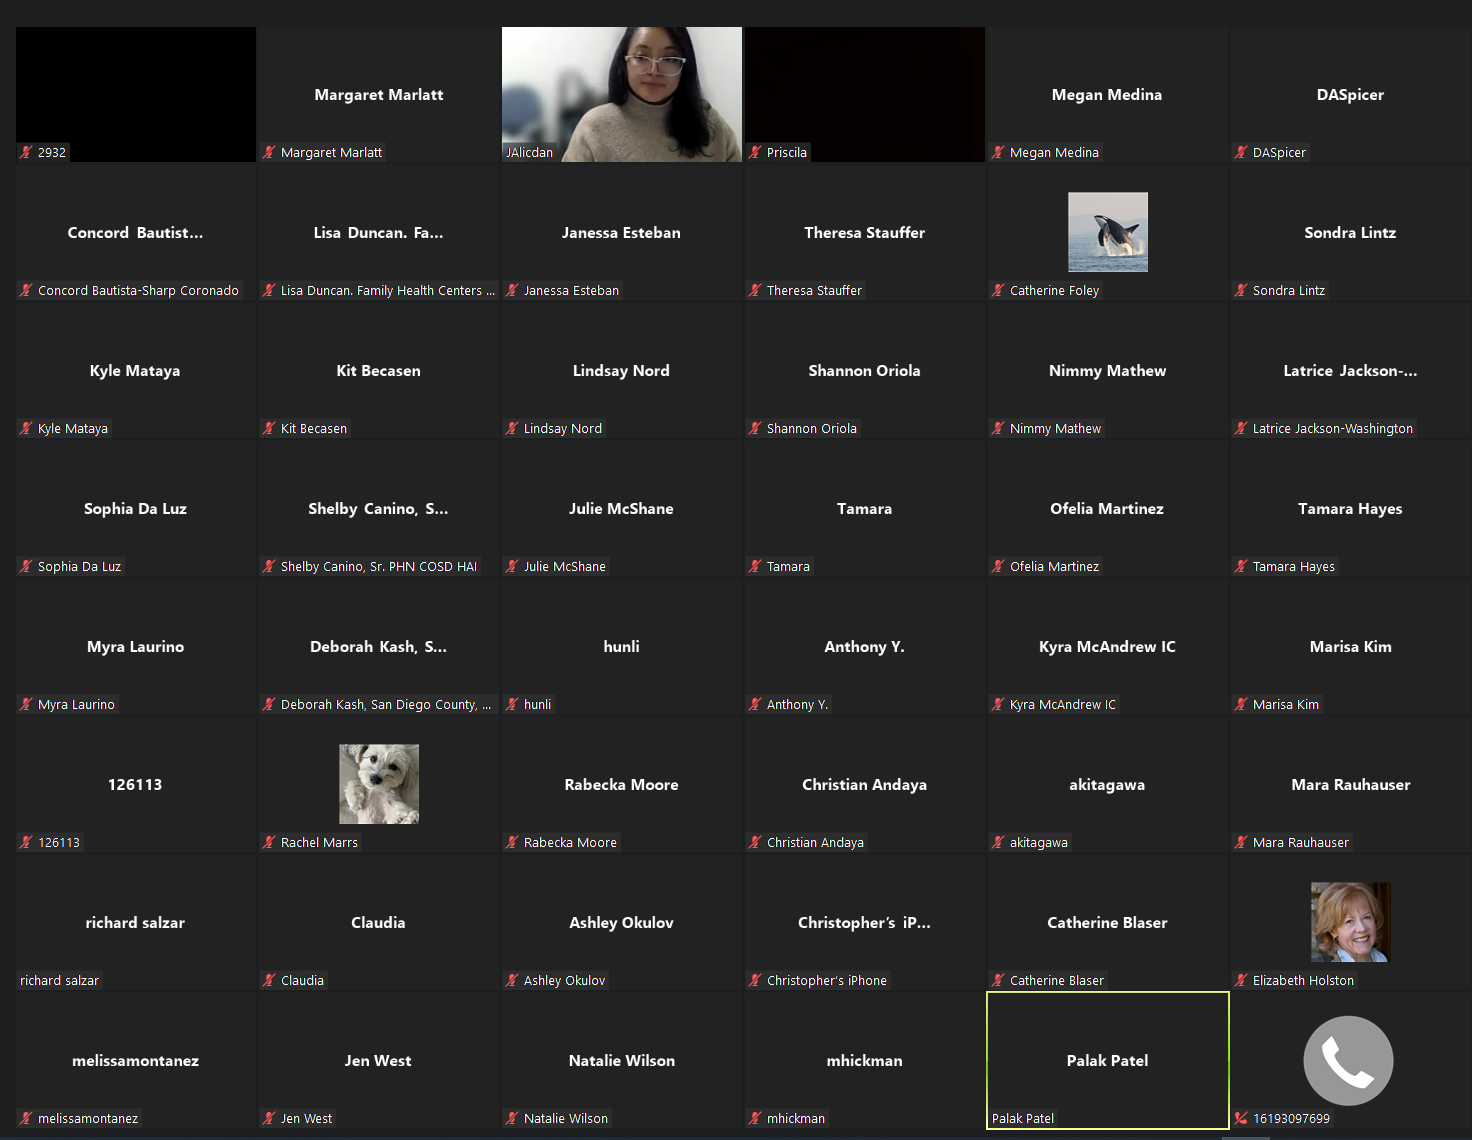 2932
Margaret Marlatt
Margaret Marlatt
JAlicdan
Priscila
Megan Medina
Megan Medina
DASpicer
DASpicer
Concord Bautist...
Concord Bautista-Sharp Coronado
Lisa Duncan. Fa...
Lisa Duncan. Family Health Centers ...
Janessa Esteban
Janessa Esteban
Theresa Stauffer
Theresa Stauffer
Catherine Foley
Sondra Lintz
Sondra Lintz
Kyle Mataya
Kyle Mataya
Kit Becasen
Kit Becasen
Lindsay Nord
Lindsay Nord
Shannon Oriola
Shannon Oriola
Nimmy Mathew
Nimmy Mathew
Latrice Jackson-...
Latrice Jackson-Washington
Sophia Da Luz
Sophia Da Luz
Shelby Canino, S...
Shelby Canino, Sr. PHN COSD HAI
Julie McShane
Julie McShane
Tamara
Tamara
Ofelia Martinez
Ofelia Martinez
Tamara Hayes
Tamara Hayes
Myra Laurino
Myra Laurino
Deborah Kash, S...
Deborah Kash, San Diego County, ...
hunli
hunli
Anthony Y.
Anthony Y.
Kyra McAndrew IC
Kyra McAndrew IC
Marisa Kim
Marisa Kim
126113
126113
Rachel Marrs
Rabecka Moore
Rabecka Moore
Christian Andaya
Christian Andaya
akitagawa
akitagawa
Mara Rauhauser
Mara Rauhauser
richard salzar
richard salzar
Claudia
Claudia
Ashley Okulov
Ashley Okulov
Christopher's iP...
Christopher's iPhone
Catherine Blaser
Catherine Blaser
Elizabeth Holston
melissamontanez
melissamontanez
Jen West
Jen West
Natalie Wilson
Natalie Wilson
mhickman
mhickman
Palak Patel
Palak Patel
16193097699